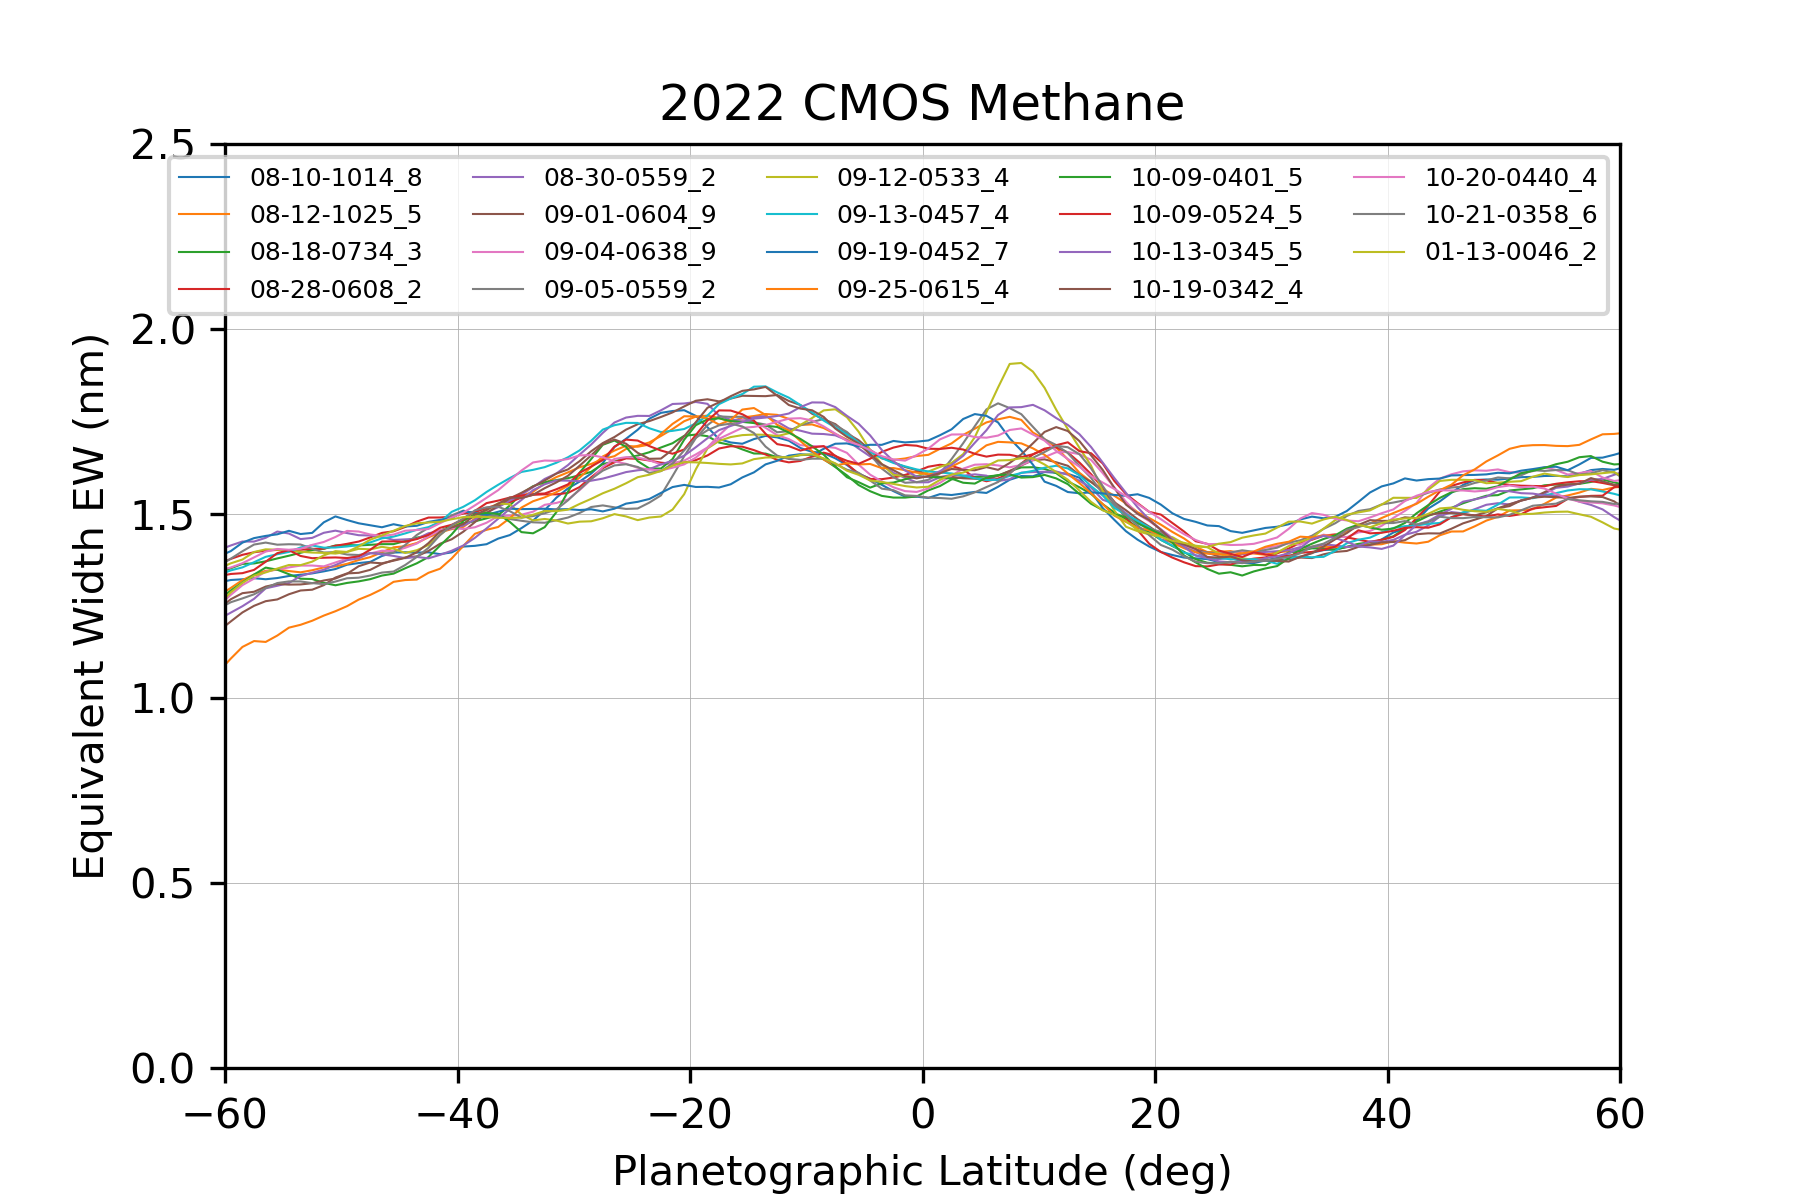 2022 CMOS Methane
2.5
08-10-1014_8 08-30-0559_2 09-12-0533_4 10-09-0401_5 10-20-0440_4
08-12-1025_5 09-01-0604_9 09-13-0457_4 10-09-0524_5 10-21-0358_6
08-18-0734_3 09-04-0638_9 09-19-0452_7 10-13-0345_5 01-13-0046_2
08-28-0608_2 09-05-0559_2 09-25-0615_4 10-19-0342_4
2.0
1.5
1.0
0.5
0.0
Equivalent Width EW (nm)
−60 −40 −20 0 20 40 60
Planetographic Latitude (deg)